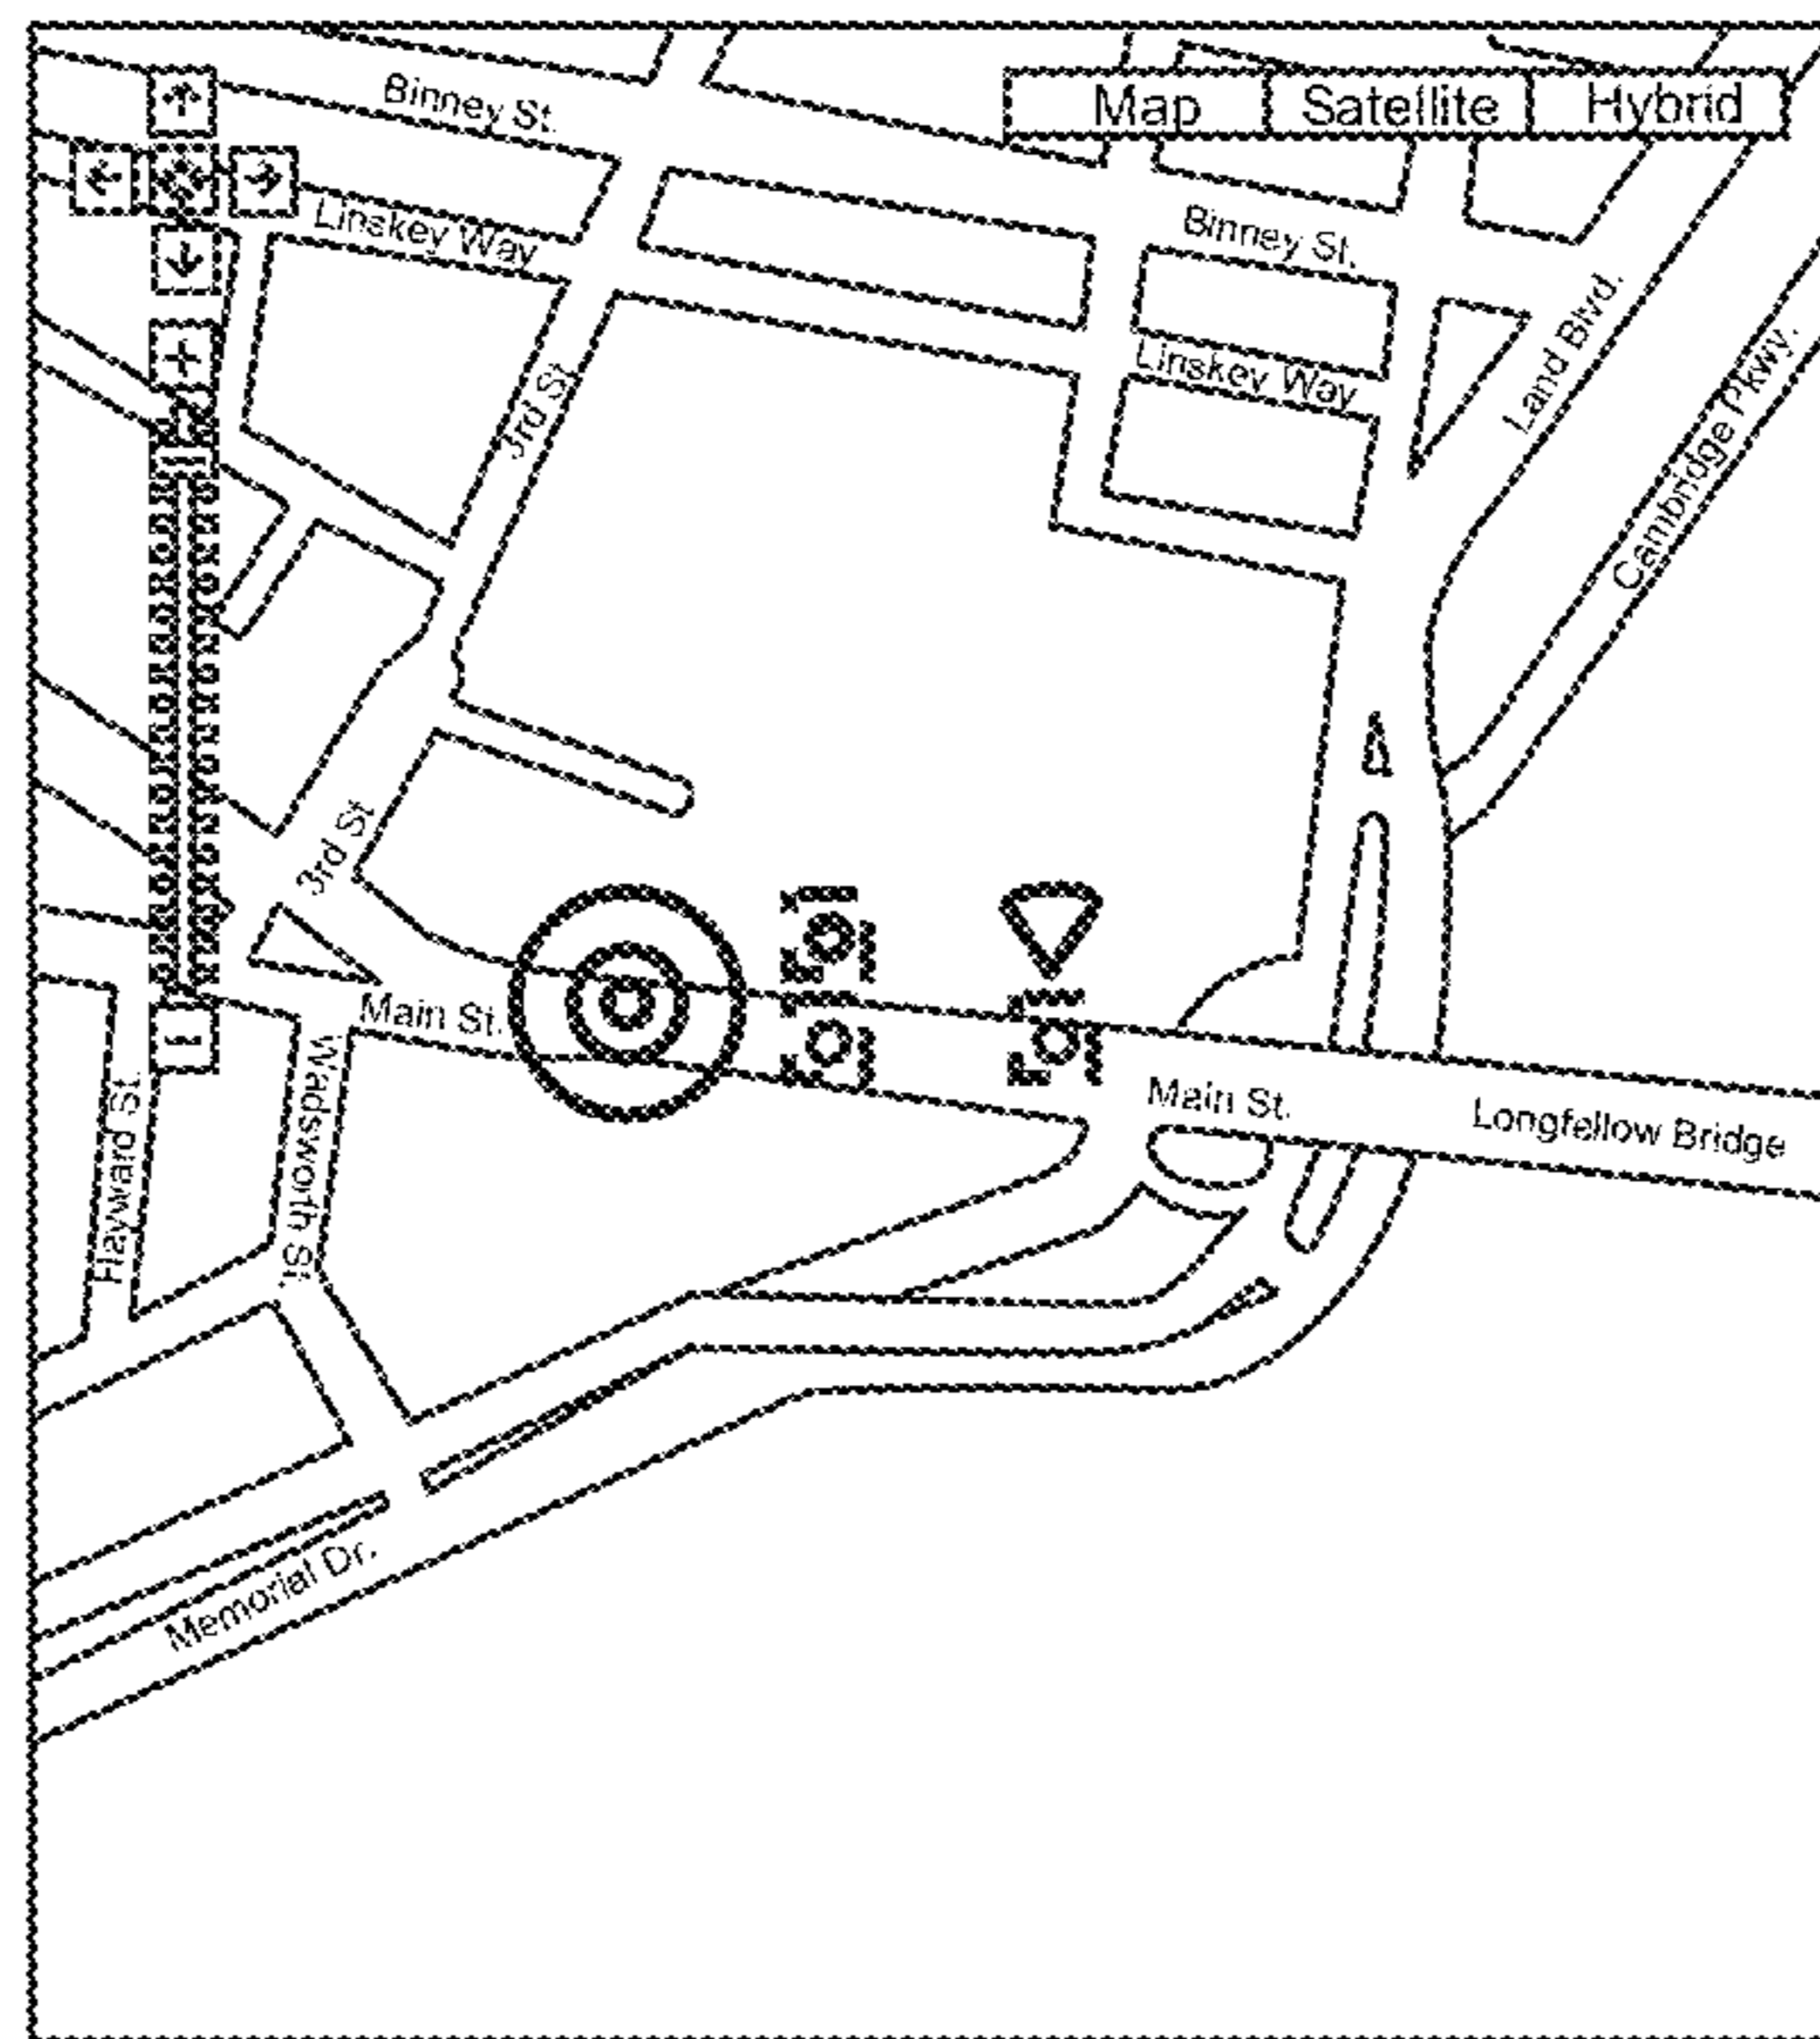 Binney St.
Map
Satellite
Hybrid
Linskey Way
Binney St.
Linskey Way
Land Blvd.
Cambridge Pkwy.
3rd St
3rd St
Main St.
Main St.
Longfellow Bridge
Wadsworth St.
Hayward St.
Memorial Dr.